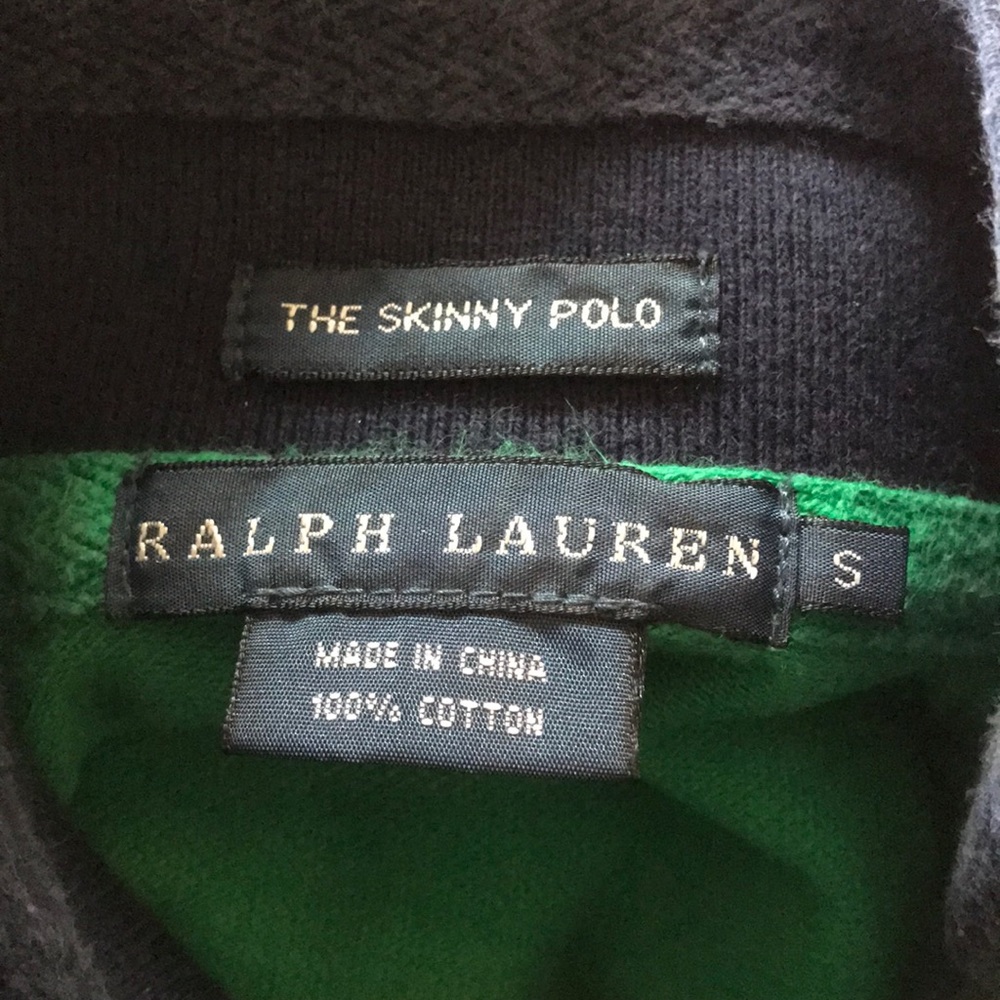 THE SKINNY POLO
RALPH LAUREN
S
MADE IN CHINA
100% COTTON